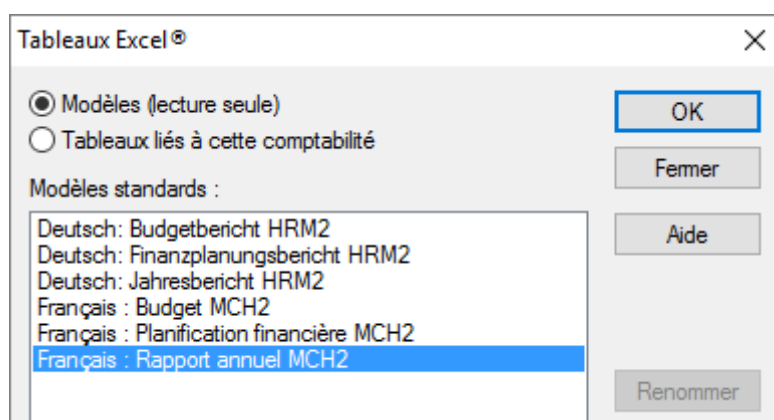 Tableaux Excel®
Modèles (lecture seule)
OK
Tableaux liés à cette comptabilité
Fermer
Modèles standards :
Aide
Deutsch: Budgetbericht HRM2
Deutsch: Finanzplanungsbericht HRM2
Deutsch: Jahresbericht HRM2
Français : Budget MCH2
Français : Planification financière MCH2
Français : Rapport annuel MCH2
Renommer